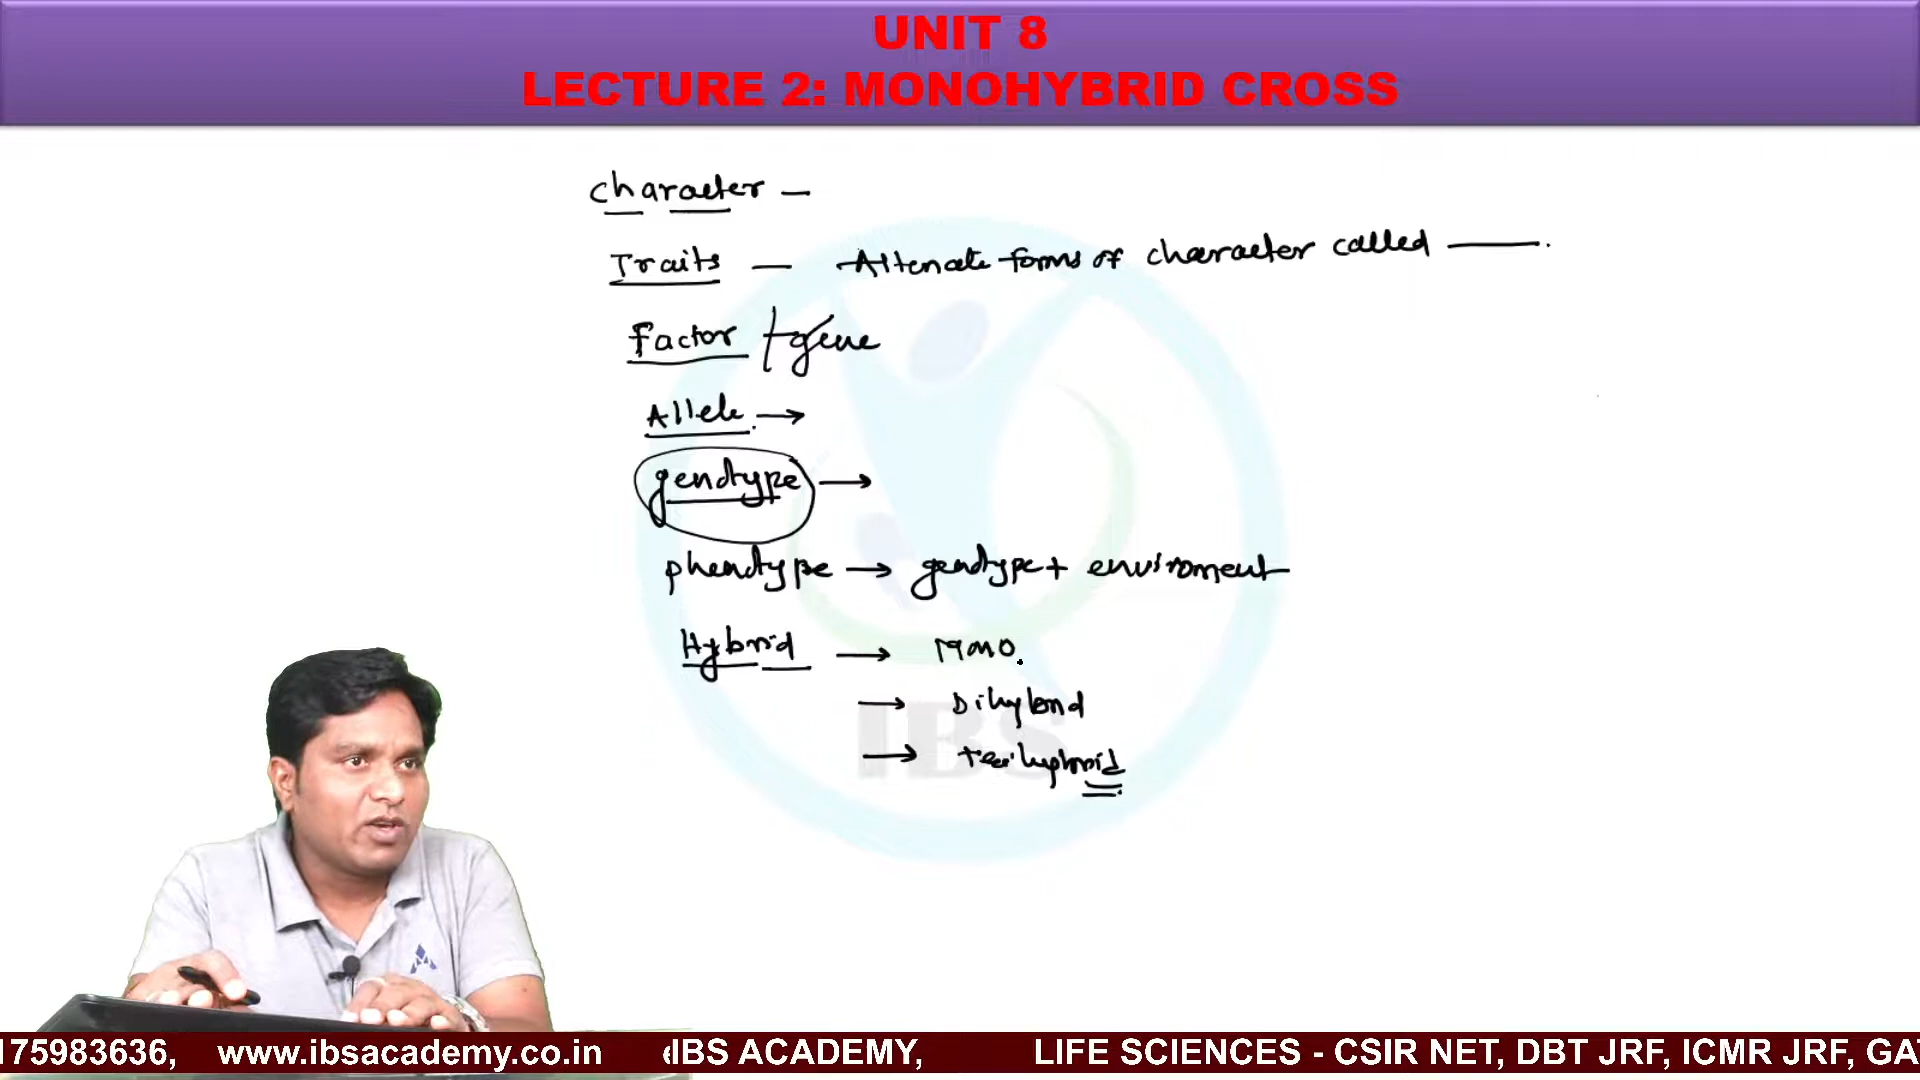 UNIT 8
LECTURE 2: MONOHYBRID CROSS
character –
Traits — Alternate forms of character called ——.
Factor / gene
Allele →
genotype →
phenotype → genotype + enviroment
Hybrid → Mono.
→ Dihybrid
→ trihybrid
IBS
175983636, www.ibsacademy.co.in IBS ACADEMY, LIFE SCIENCES - CSIR NET, DBT JRF, ICMR JRF, GA